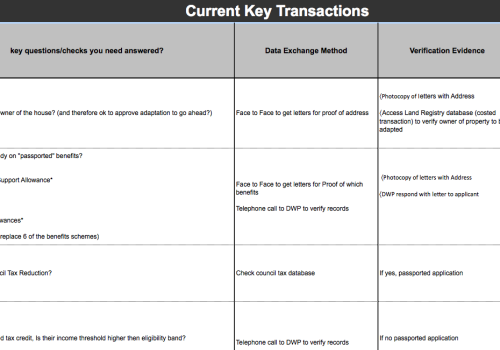 Current Key Transactions
key questions/checks you need answered?
Data Exchange Method
Verification Evidence
owner of the house? (and therefore ok to approve adaptation to go ahead?)
Face to Face to get letters for proof of address
(Photocopy of letters with Address
(Access Land Registry database (costed
transaction) to verify owner of property to b
adapted
dy on "passported" benefits?
Support Allowance*
wances*
replace 6 of the benefits schemes)
Face to Face to get letters for Proof of which
benefits
Telephone call to DWP to verify records
(Photocopy of letters with Address
(DWP respond with letter to applicant
cil Tax Reduction?
Check council tax database
If yes, passported application
d tax credit, Is their income threshold higher then eligibility band?
Telephone call to DWP to verify records
If no passported application